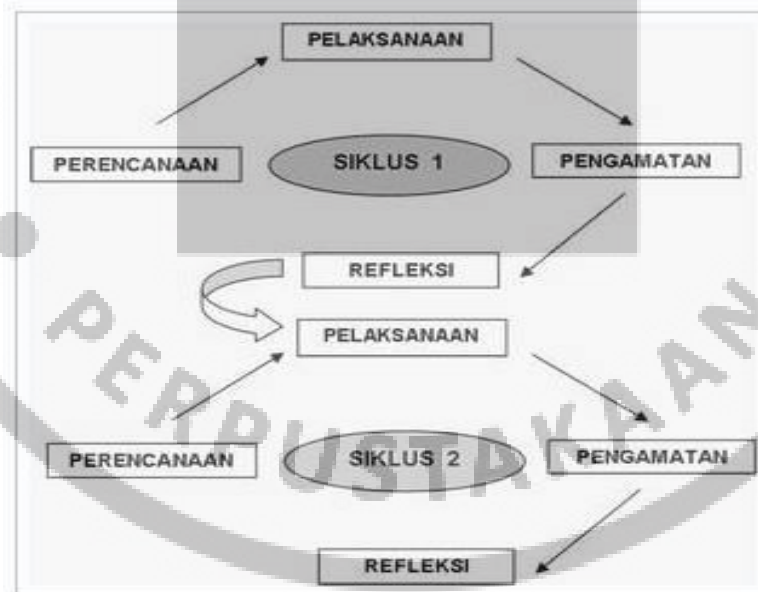 PELAKSANAAN
PERENCANAAN
SIKLUS 1
PENGAMATAN
REFLEKSI
PELAKSANAAN
PERENCANAAN
SIKLUS 2
PENGAMATAN
REFLEKSI
PERPUSTAKAAN